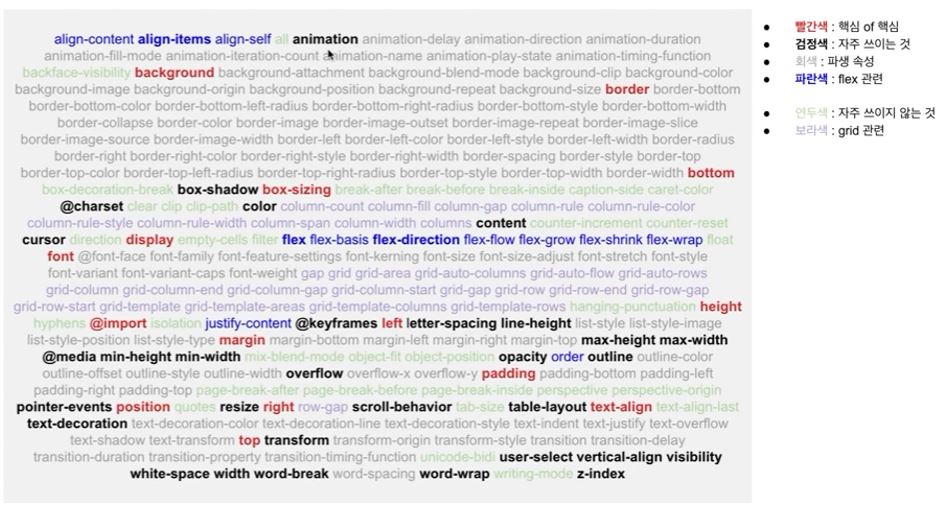 align-content align-items align-self all animation animation-delay animation-direction animation-duration
animation-fill-mode animation-iteration-count animation-name animation-play-state animation-timing-function
backface-visibility background background-attachment background-blend-mode background-clip background-color
background-image background-origin background-position background-repeat background-size border border-bottom
border-bottom-color border-bottom-left-radius border-bottom-right-radius border-bottom-style border-bottom-width
border-collapse border-color border-image border-image-outset border-image-repeat border-image-slice
border-image-source border-image-width border-left border-left-color border-left-style border-left-width border-radius
border-right border-right-color border-right-style border-right-width border-spacing border-style border-top
border-top-color border-top-left-radius border-top-right-radius border-top-style border-top-width border-width bottom
box-decoration-break box-shadow box-sizing break-after break-before break-inside caption-side caret-color
@charset clear clip clip-path color column-count column-fill column-gap column-rule column-rule-color
column-rule-style column-rule-width column-span column-width columns content counter-increment counter-reset
cursor direction display empty-cells filter flex flex-basis flex-direction flex-flow flex-grow flex-shrink flex-wrap float
font @font-face font-family font-feature-settings font-kerning font-size font-size-adjust font-stretch font-style
font-variant font-variant-caps font-weight gap grid grid-area grid-auto-columns grid-auto-flow grid-auto-rows
grid-column grid-column-end grid-column-gap grid-column-start grid-gap grid-row grid-row-end grid-row-gap
grid-row-start grid-template grid-template-areas grid-template-columns grid-template-rows hanging-punctuation height
hyphens @import isolation justify-content @keyframes left letter-spacing line-height list-style list-style-image
list-style-position list-style-type margin margin-bottom margin-left margin-right margin-top max-height max-width
@media min-height min-width mix-blend-mode object-fit object-position opacity order outline outline-color
outline-offset outline-style outline-width overflow overflow-x overflow-y padding padding-bottom padding-left
padding-right padding-top page-break-after page-break-before page-break-inside perspective perspective-origin
pointer-events position quotes resize right row-gap scroll-behavior tab-size table-layout text-align text-align-last
text-decoration text-decoration-color text-decoration-line text-decoration-style text-indent text-justify text-overflow
text-shadow text-transform top transform transform-origin transform-style transition transition-delay
transition-duration transition-property transition-timing-function unicode-bidi user-select vertical-align visibility
white-space width word-break word-spacing word-wrap writing-mode z-index
● 빨간색 : 핵심 of 핵심
● 검정색 : 자주 쓰이는 것
● 회색 : 파생 속성
● 파란색 : flex 관련
● 연두색 : 자주 쓰이지 않는 것
● 보라색 : grid 관련